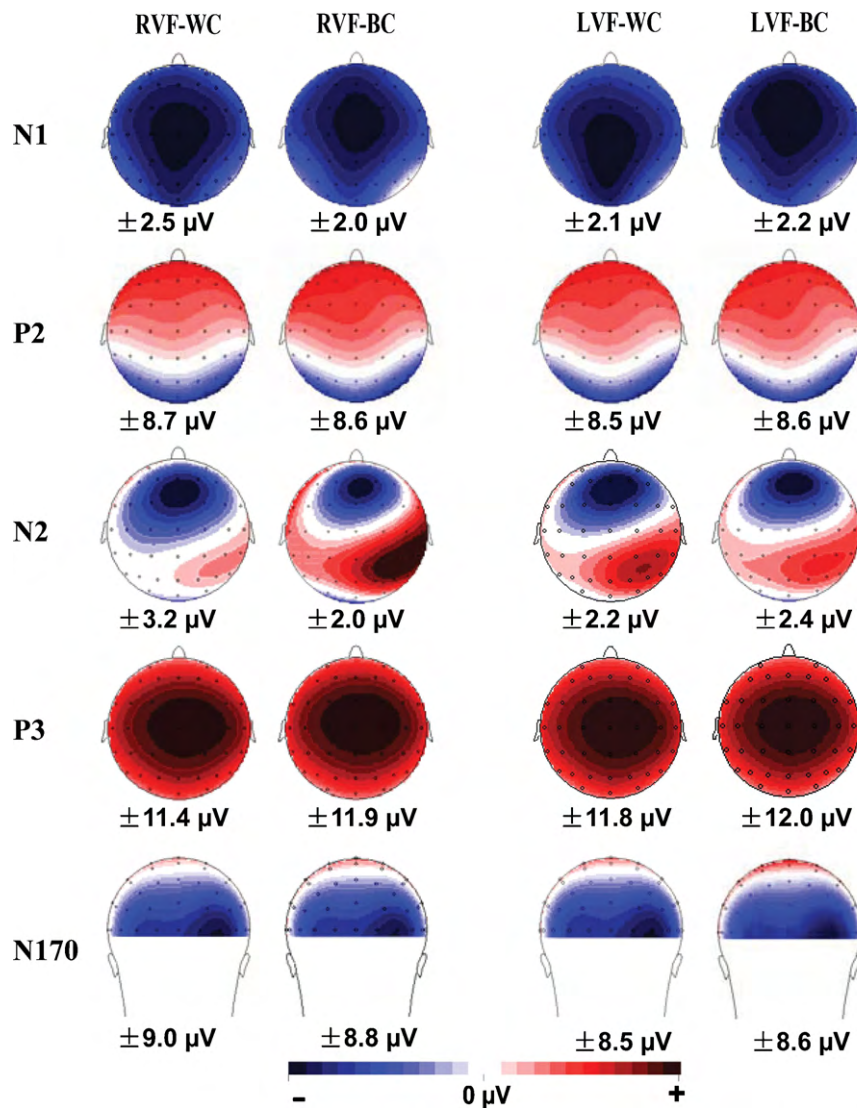 RVF-WC RVF-BC LVF-WC LVF-BC
N1
±2.5 µV ±2.0 µV ±2.1 µV ±2.2 µV
P2
±8.7 µV ±8.6 µV ±8.5 µV ±8.6 µV
N2
±3.2 µV ±2.0 µV ±2.2 µV ±2.4 µV
P3
±11.4 µV ±11.9 µV ±11.8 µV ±12.0 µV
N170
±9.0 µV ±8.8 µV ±8.5 µV ±8.6 µV
- 0 µV +